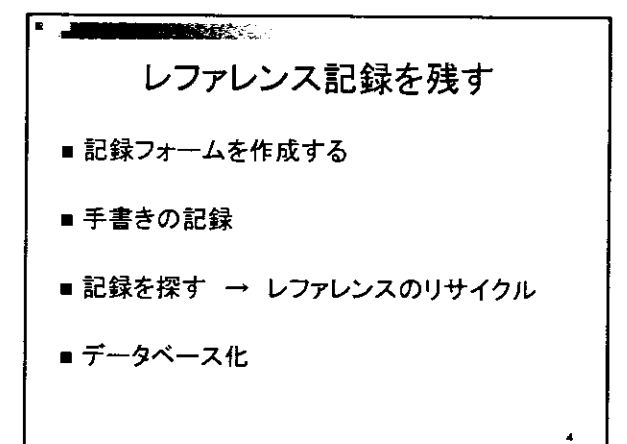 レファレンス記録を残す
■ 記録フォームを作成する
■ 手書きの記録
■ 記録を探す → レファレンスのリサイクル
■ データベース化
4